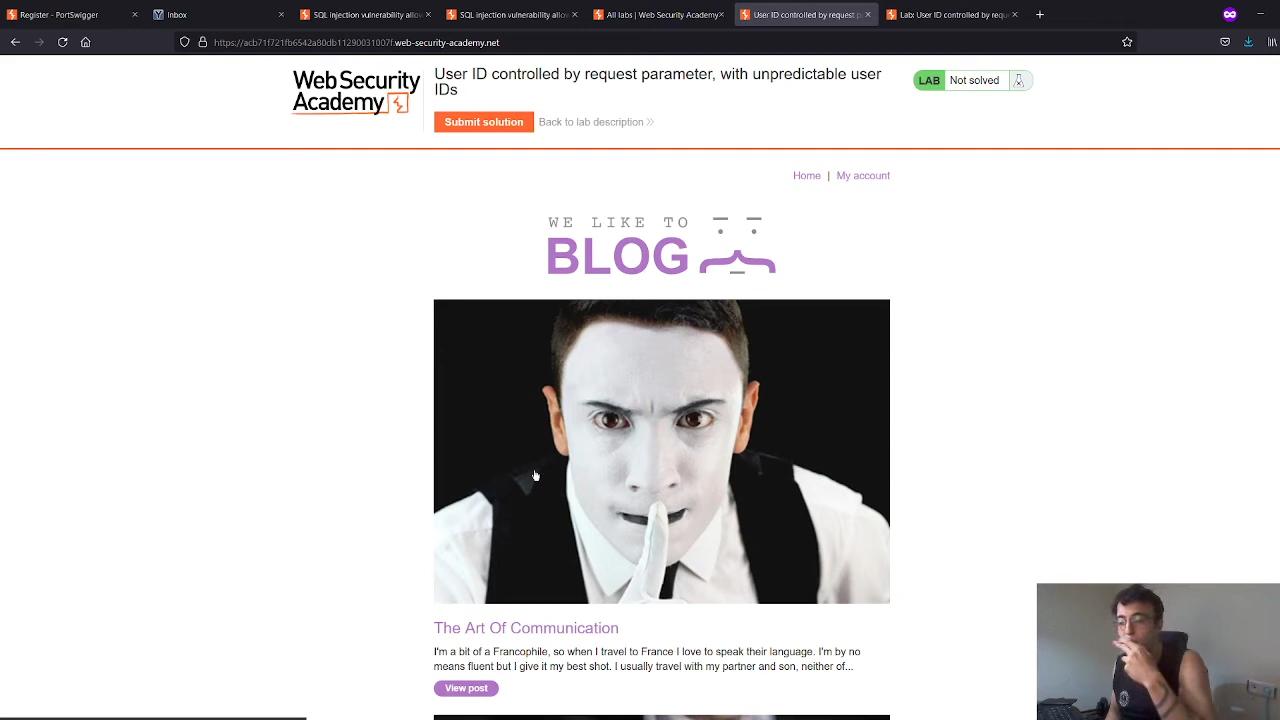 Register - PortSwigger
Inbox
SQL injection vulnerability allow
SQL injection vulnerability allow
All labs | Web Security Academy
User ID controlled by request p
Lab: User ID controlled by requ
https://acb71f721fb6542a80db11290031007f.web-security-academy.net
WebSecurity
Academy
User ID controlled by request parameter, with unpredictable user
IDs
LAB Not solved
Submit solution
Back to lab description
Home | My account
WE LIKE TO
BLOG
The Art Of Communication
I'm a bit of a Francophile, so when I travel to France I love to speak their language. I'm by no
means fluent but I give it my best shot. I usually travel with my partner and son, neither of...
View post